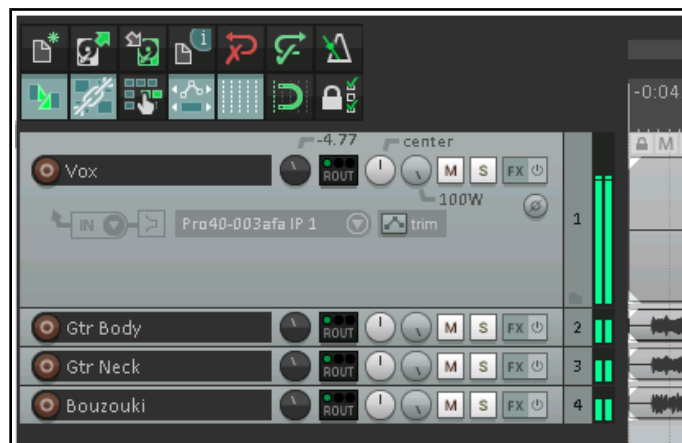 i
-0:04
-4.77 center
M
Vox ROUT M S FX
100W
IN Pro40-003afa IP 1 trim
1
Gtr Body ROUT M S FX 2
Gtr Neck ROUT M S FX 3
Bouzouki ROUT M S FX 4